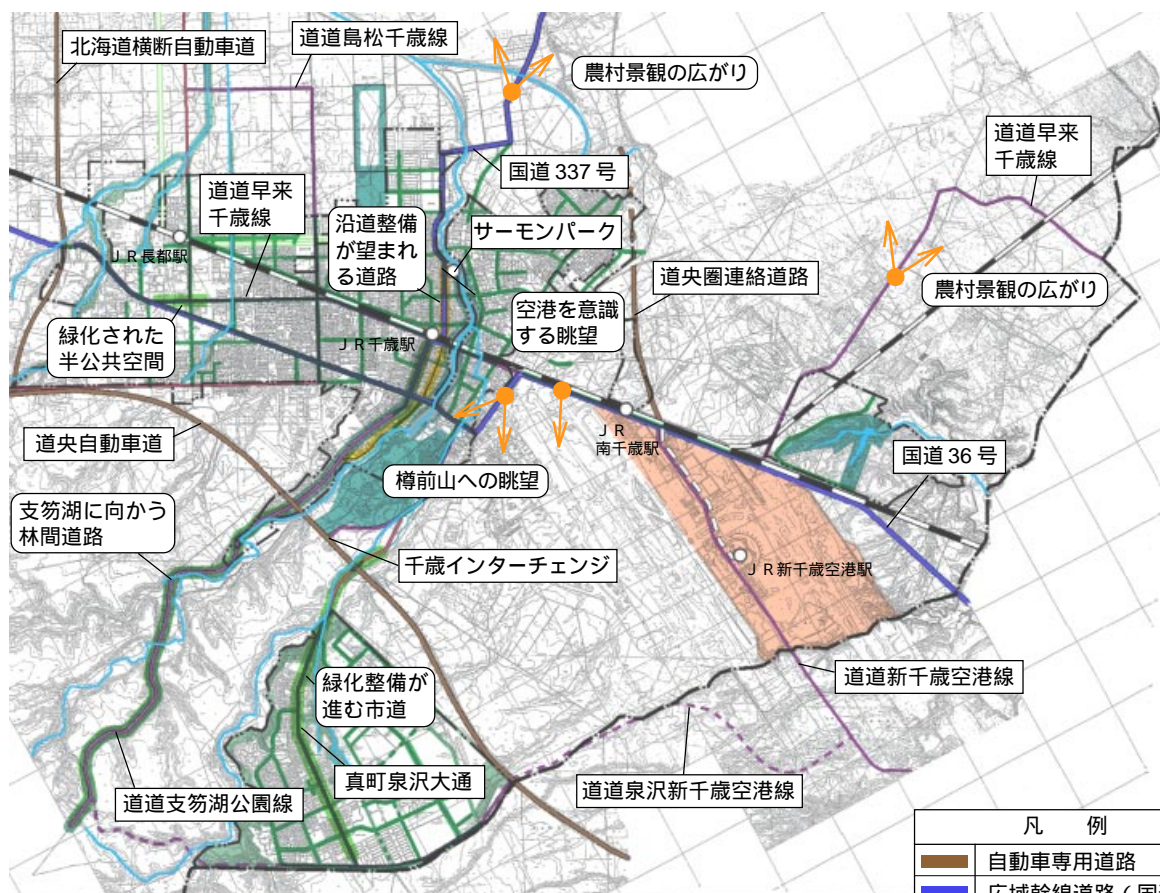 北海道横断自動車道
道道島松千歳線
農村景観の広がり
道道早来
千歳線
国道 337 号
道道早来
千歳線
沿道整備
が望まれ
る道路
サーモンパーク
JR長都駅
道央圏連絡道路
農村景観の広がり
空港を意識
する眺望
緑化された
半公共空間
JR千歳駅
JR
南千歳駅
道央自動車道
国道 36 号
樽前山への眺望
支笏湖に向かう
林間道路
千歳インターチェンジ
JR新千歳空港駅
道道新千歳空港線
緑化整備が
進む市道
真町泉沢大通
道道泉沢新千歳空港線
道道支笏湖公園線
凡 例
自動車専用道路
広域幹線道路(国